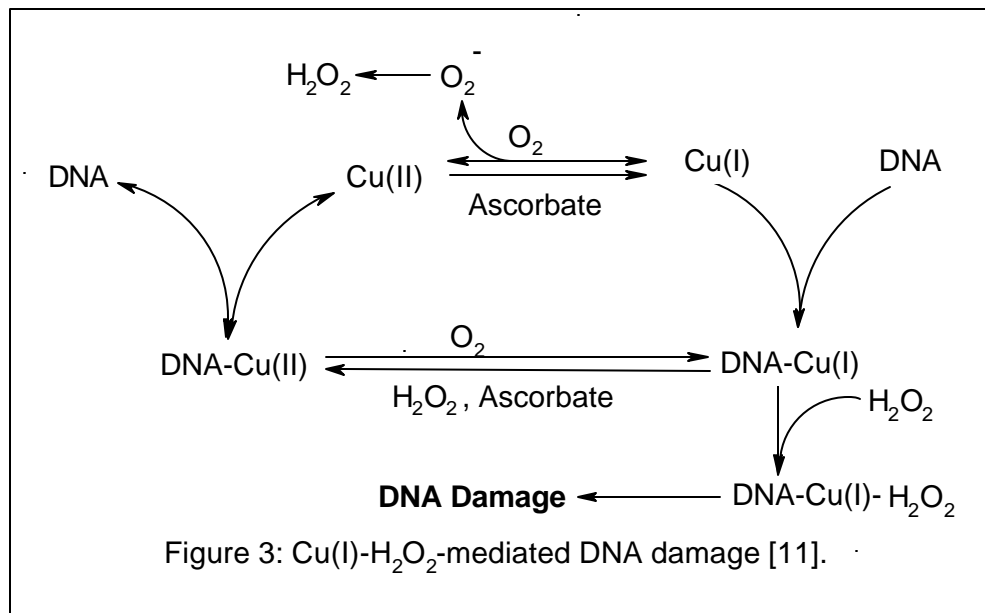 H₂O₂ O₂⁻
O₂
DNA Cu(II) Cu(I) DNA
Ascorbate
O₂
DNA-Cu(II) DNA-Cu(I)
H₂O₂ , Ascorbate
H₂O₂
DNA Damage DNA-Cu(I)- H₂O₂
Figure 3: Cu(I)-H₂O₂-mediated DNA damage [11].